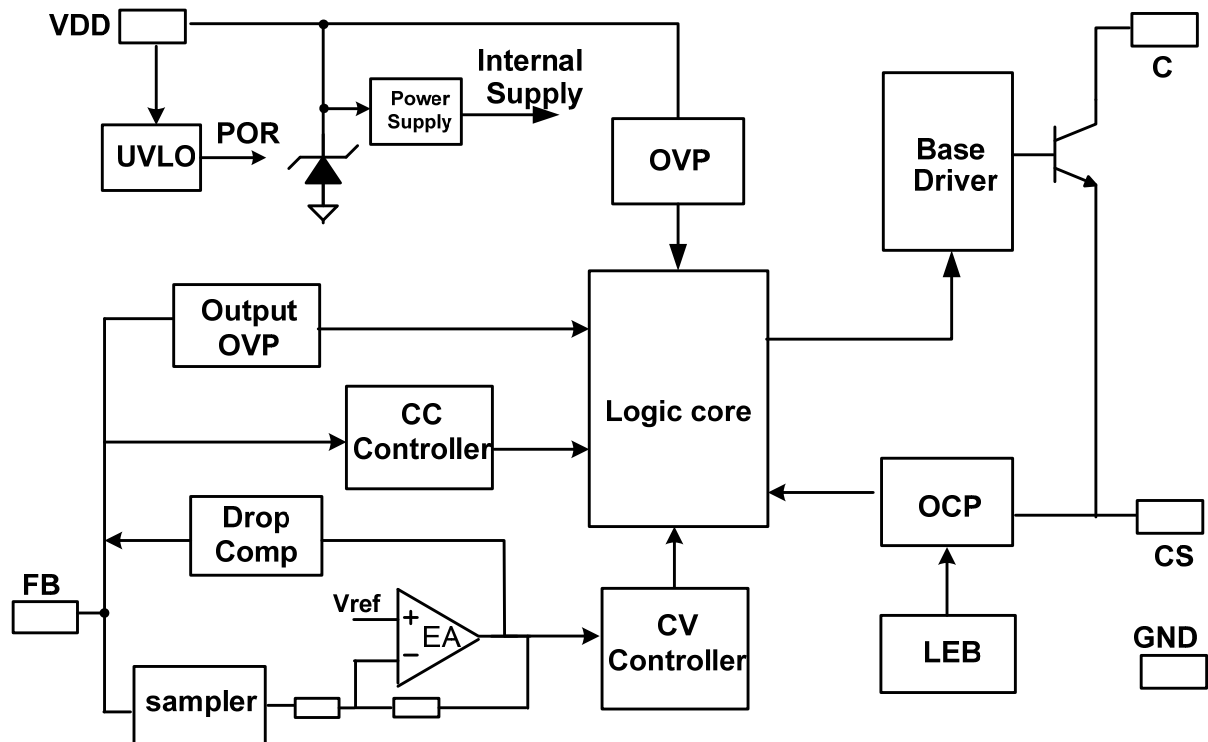 VDD
C
Internal
Supply
Power
Supply
POR
UVLO
OVP
Base
Driver
Output
OVP
CC
Controller
Logic core
Drop
Comp
OCP
CS
FB
Vref
+
EA
−
CV
Controller
LEB
GND
sampler